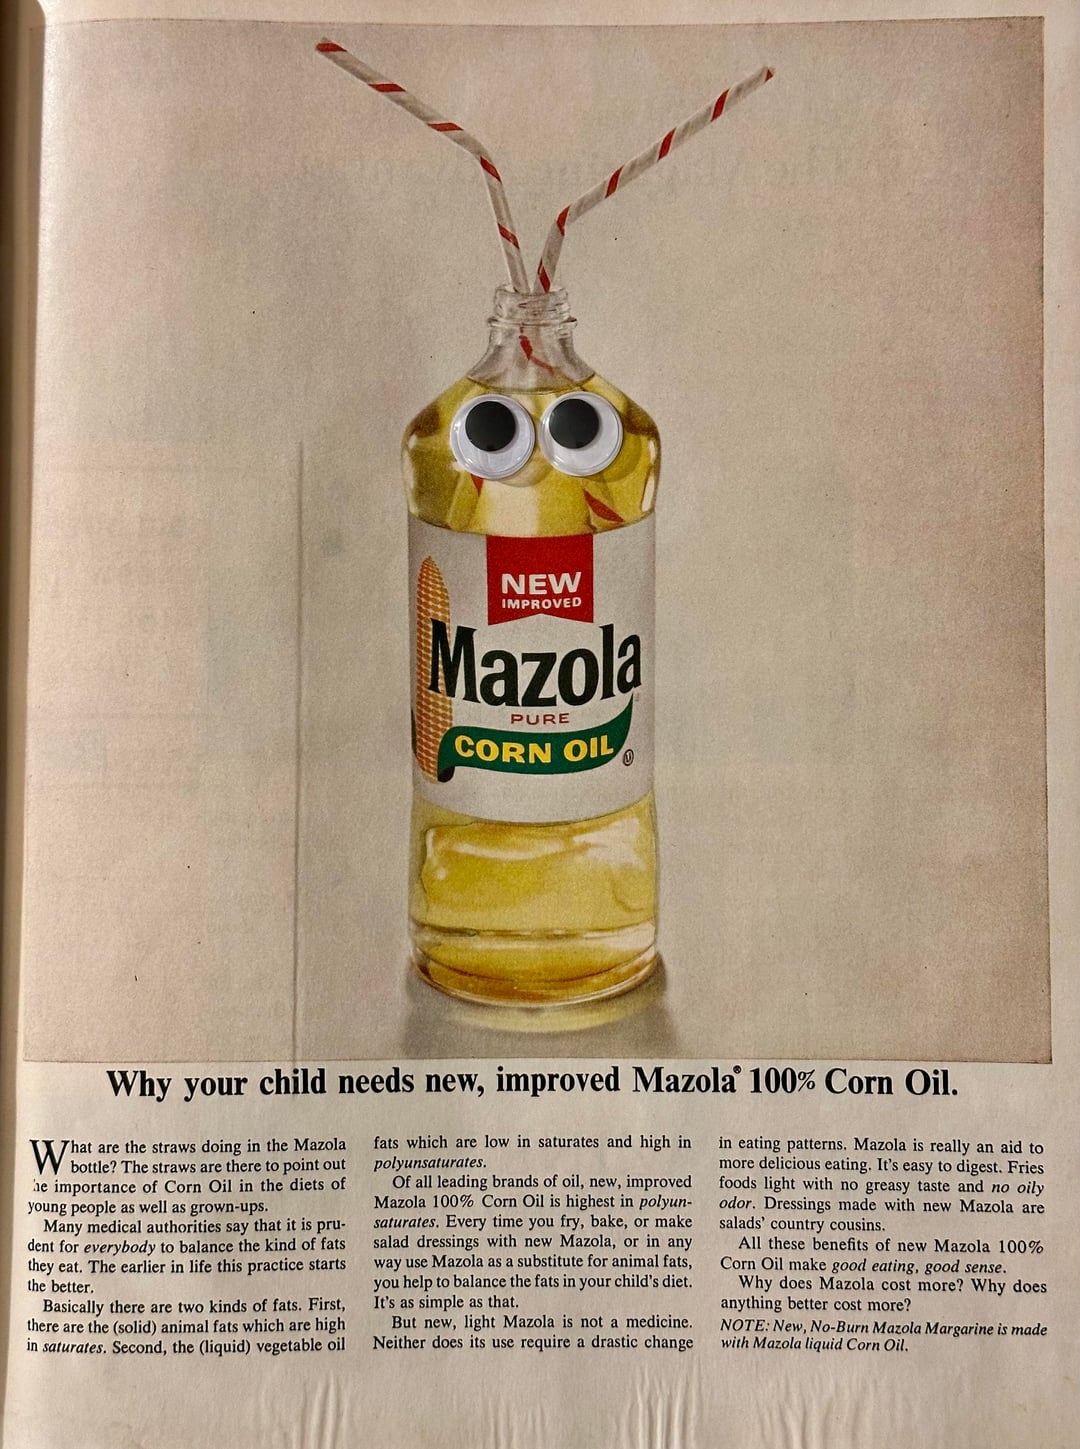 NEW
IMPROVED
Mazola
PURE
CORN OIL
U
Why your child needs new, improved Mazola® 100% Corn Oil.
What are the straws doing in the Mazola
bottle? The straws are there to point out
he importance of Corn Oil in the diets of
young people as well as grown-ups.
Many medical authorities say that it is pru-
dent for everybody to balance the kind of fats
they eat. The earlier in life this practice starts
the better.
Basically there are two kinds of fats. First,
there are the (solid) animal fats which are high
in saturates. Second, the (liquid) vegetable oil
fats which are low in saturates and high in
polyunsaturates.
Of all leading brands of oil, new, improved
Mazola 100% Corn Oil is highest in polyun-
saturates. Every time you fry, bake, or make
salad dressings with new Mazola, or in any
way use Mazola as a substitute for animal fats,
you help to balance the fats in your child's diet.
It's as simple as that.
But new, light Mazola is not a medicine.
Neither does its use require a drastic change
in eating patterns. Mazola is really an aid to
more delicious eating. It's easy to digest. Fries
foods light with no greasy taste and no oily
odor. Dressings made with new Mazola are
salads' country cousins.
All these benefits of new Mazola 100%
Corn Oil make good eating, good sense.
Why does Mazola cost more? Why does
anything better cost more?
NOTE: New, No-Burn Mazola Margarine is made
with Mazola liquid Corn Oil.